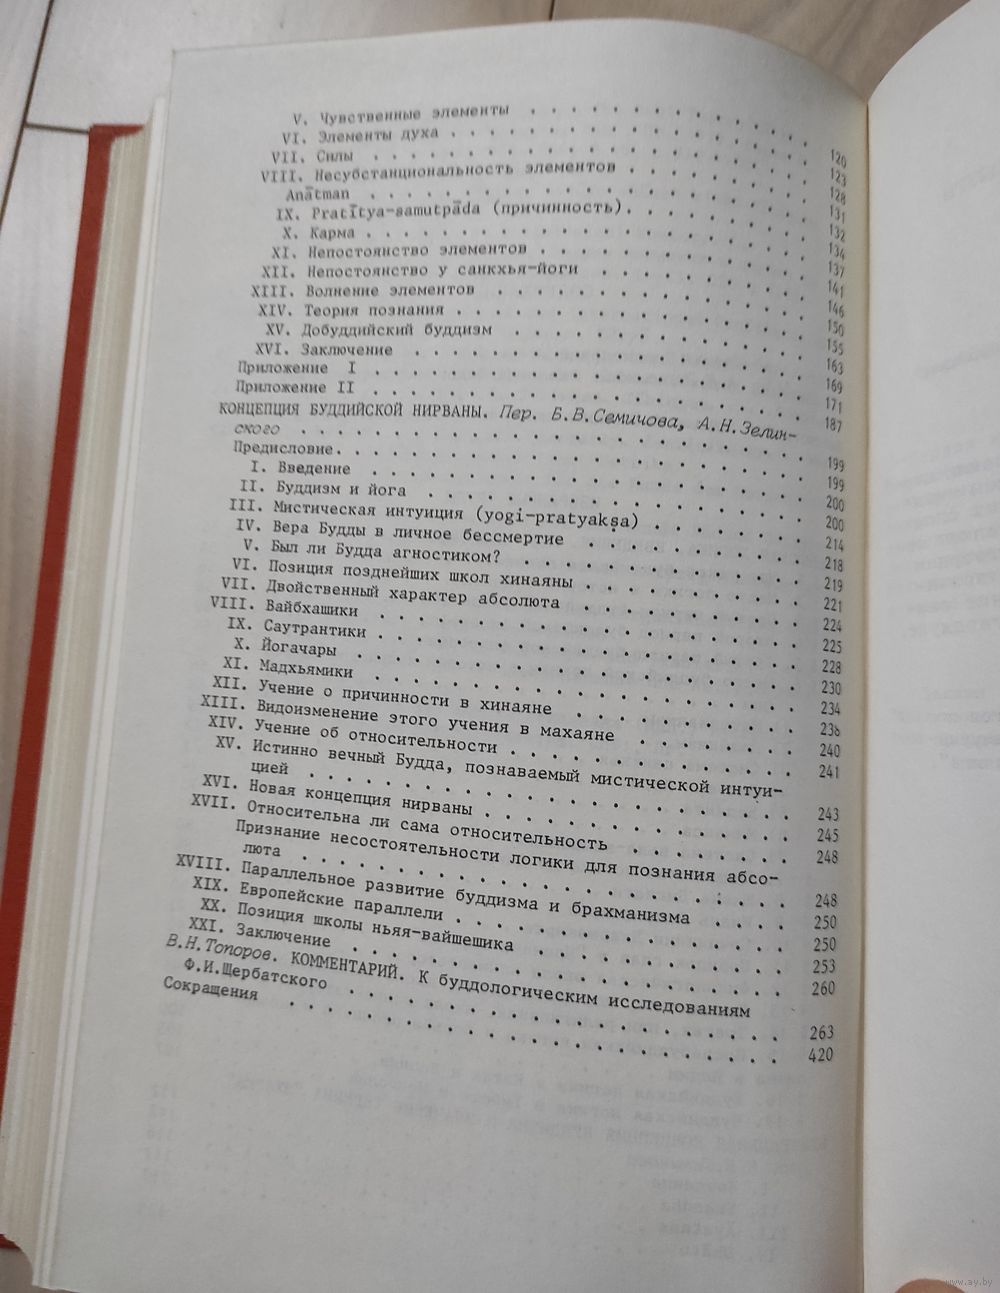 V. Чувственные элементы . . . . . . . . . . . 120
VI. Элементы духа . . . . . . . . . . . . . . 123
VII. Силы . . . . . . . . . . . . . . . . . . 128
VIII. Несубстанциональность элементов . . . . . . . 131
Anātman . . . . . . . . . . . . . . . . . . 132
IX. Pratītya-samutpāda (причинность). . . . . . . 134
X. Карма . . . . . . . . . . . . . . . . . . 137
XI. Непостоянство элементов . . . . . . . . . . 141
XII. Непостоянство у санкхья-йоги . . . . . . . . 146
XIII. Волнение элементов . . . . . . . . . . . . 150
XIV. Теория познания . . . . . . . . . . . . . 155
XV. Добуддийский буддизм . . . . . . . . . . . 163
XVI. Заключение . . . . . . . . . . . . . . . 169
Приложение I . . . . . . . . . . . . . . . . 171
Приложение II . . . . . . . . . . . . . . . . 187
КОНЦЕПЦИЯ БУДДИЙСКОЙ НИРВАНЫ. Пер. Б.В.Семичова, А.Н.Зелин-
ского . . . . . . . . . . . . . . . . . . . 199
Предисловие. . . . . . . . . . . . . . . . . . 199
I. Введение . . . . . . . . . . . . . . . . . 200
II. Буддизм и йога . . . . . . . . . . . . . . 200
III. Мистическая интуиция (yogi-pratyakṣa) . . . . . 214
IV. Вера Будды в личное бессмертие . . . . . . . . 218
V. Был ли Будда агностиком? . . . . . . . . . . 219
VI. Позиция позднейших школ хинаяны . . . . . . . . 221
VII. Двойственный характер абсолюта . . . . . . . . 224
VIII. Вайбхашики . . . . . . . . . . . . . . . . 225
IX. Саутрантики . . . . . . . . . . . . . . . . 228
X. Йогачары . . . . . . . . . . . . . . . . . 230
XI. Мадхьямики . . . . . . . . . . . . . . . . 234
XII. Учение о причинности в хинаяне . . . . . . . . 238
XIII. Видоизменение этого учения в махаяне . . . . . . 240
XIV. Учение об относительности . . . . . . . . . . 241
XV. Истинно вечный Будда, познаваемый мистической интуи-
цией . . . . . . . . . . . . . . . . . . . 243
XVI. Новая концепция нирваны . . . . . . . . . . . 245
XVII. Относительна ли сама относительность . . . . . . 248
Признание несостоятельности логики для познания абсо-
люта . . . . . . . . . . . . . . . . . . . 248
XVIII. Параллельное развитие буддизма и брахманизма . . . . 250
XIX. Европейские параллели . . . . . . . . . . . . 250
XX. Позиция школы ньяя-вайшешика . . . . . . . . . 253
XXI. Заключение . . . . . . . . . . . . . . . . 260
В.Н.Топоров. КОММЕНТАРИЙ. К буддологическим исследованиям
Ф.И.Щербатского . . . . . . . . . . . . . . . 263
Сокращения . . . . . . . . . . . . . . . . . . 420
www.ay.by